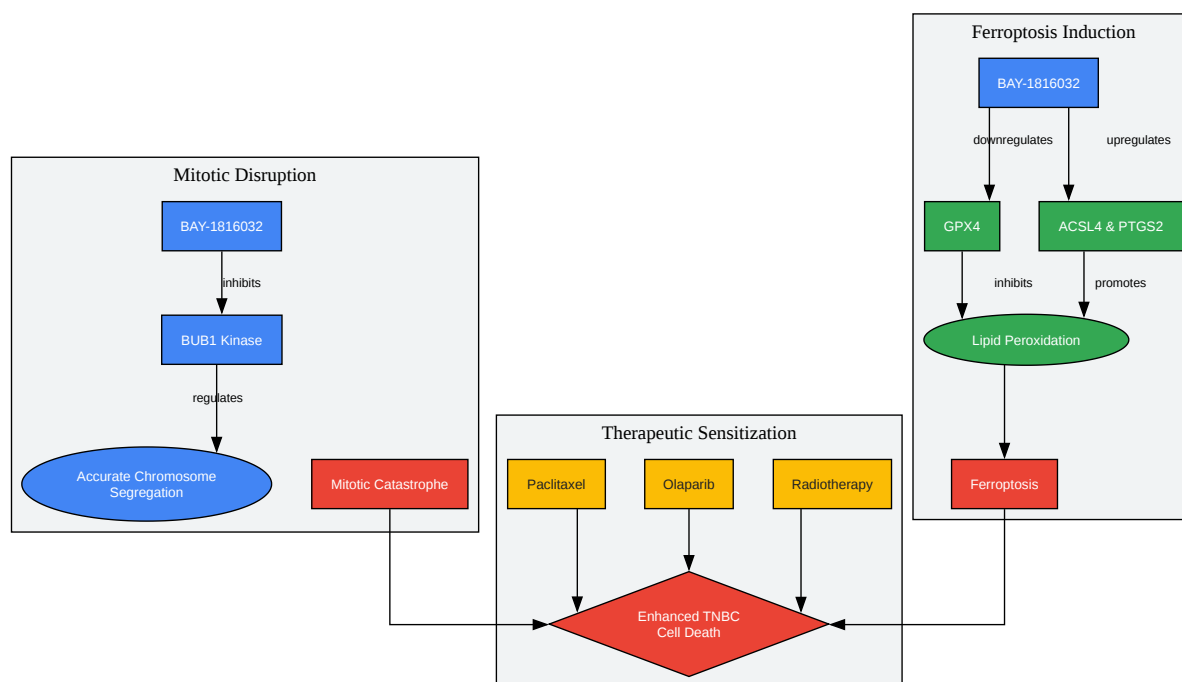 Ferroptosis Induction
BAY-1816032
downregulates
upregulates
GPX4
ACSL4 & PTGS2
inhibits
promotes
Lipid Peroxidation
Ferroptosis
Mitotic Disruption
BAY-1816032
inhibits
BUB1 Kinase
regulates
Accurate Chromosome
Segregation
Mitotic Catastrophe
Therapeutic Sensitization
Paclitaxel
Olaparib
Radiotherapy
Enhanced TNBC
Cell Death